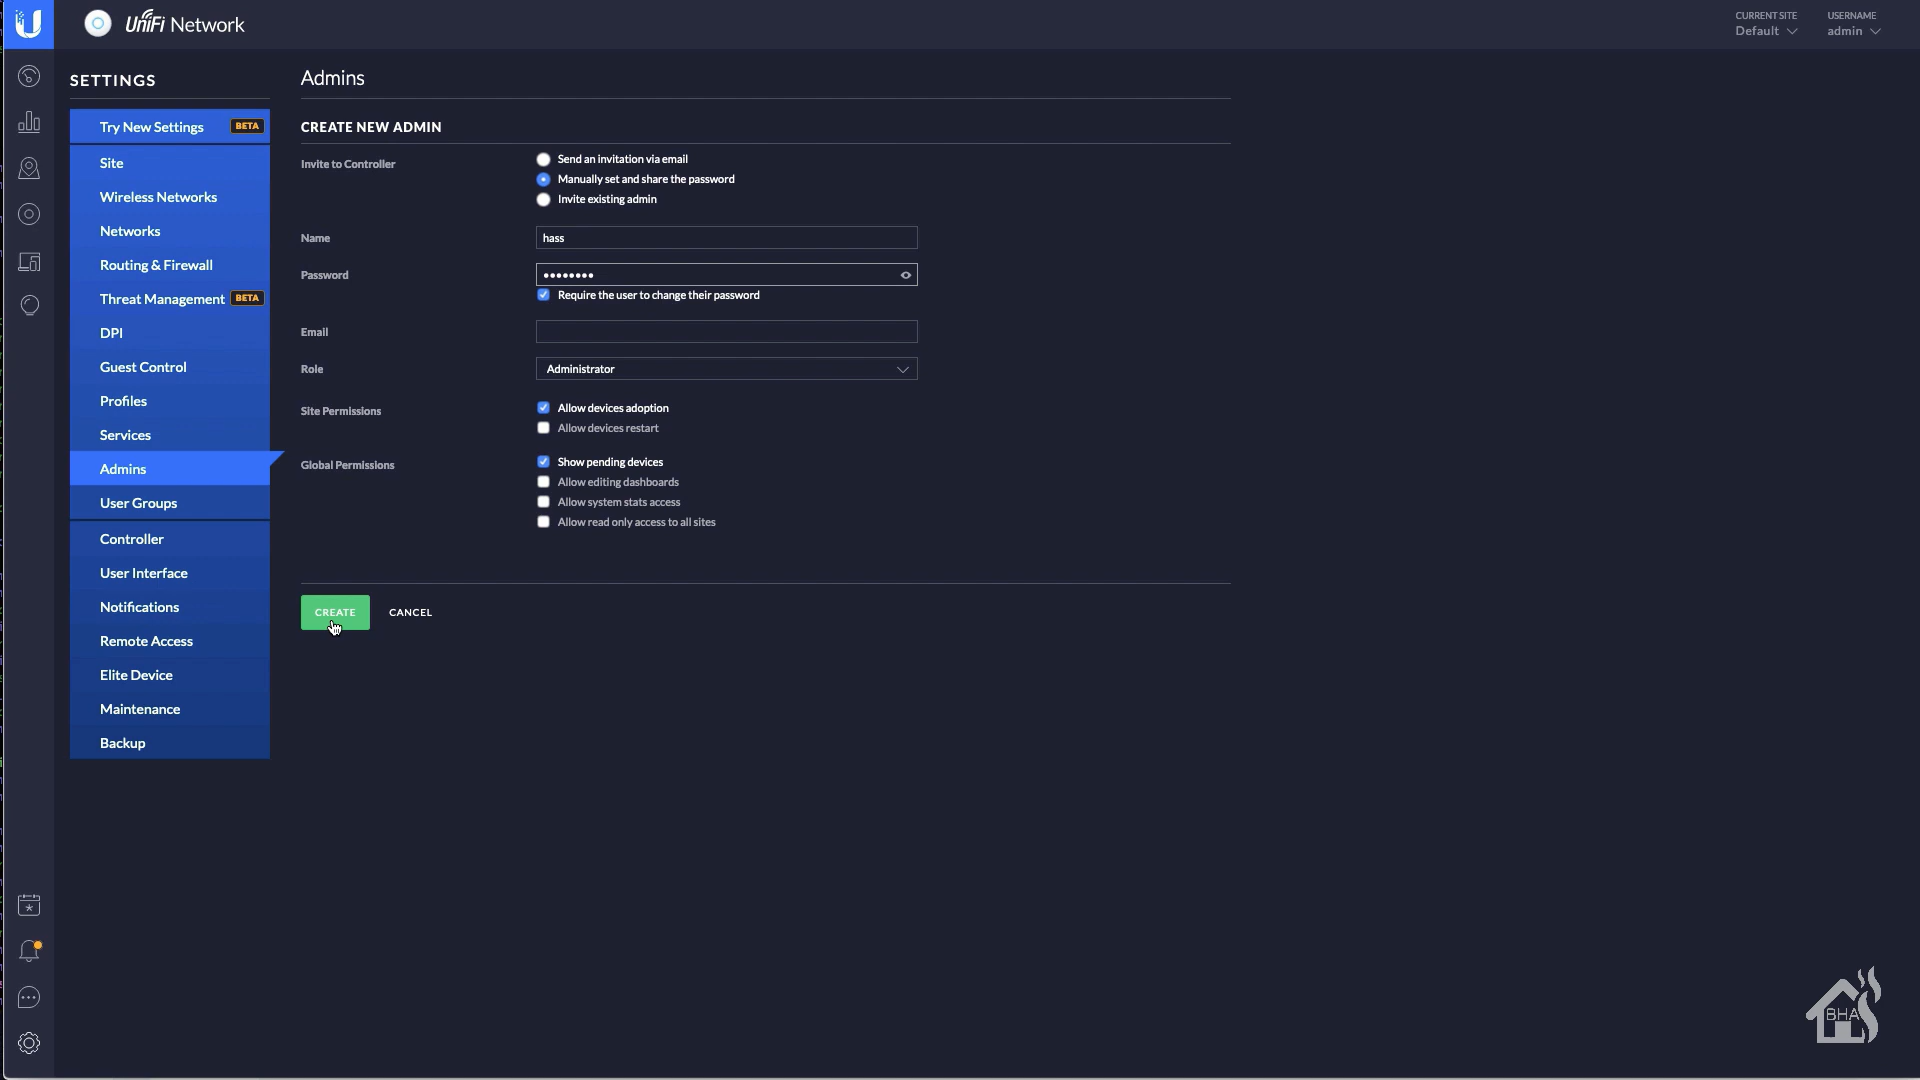 UniFi Network
CURRENT SITE
Default
USERNAME
admin
SETTINGS
Try New Settings BETA
Site
Wireless Networks
Networks
Routing & Firewall
Threat Management BETA
DPI
Guest Control
Profiles
Services
Admins
User Groups
Controller
User Interface
Notifications
Remote Access
Elite Device
Maintenance
Backup
Admins
CREATE NEW ADMIN
Invite to Controller
Send an invitation via email
Manually set and share the password
Invite existing admin
Name
hass
Password
••••••••
Require the user to change their password
Email
Role
Administrator
Site Permissions
Allow devices adoption
Allow devices restart
Global Permissions
Show pending devices
Allow editing dashboards
Allow system stats access
Allow read only access to all sites
CREATE
CANCEL
BHA